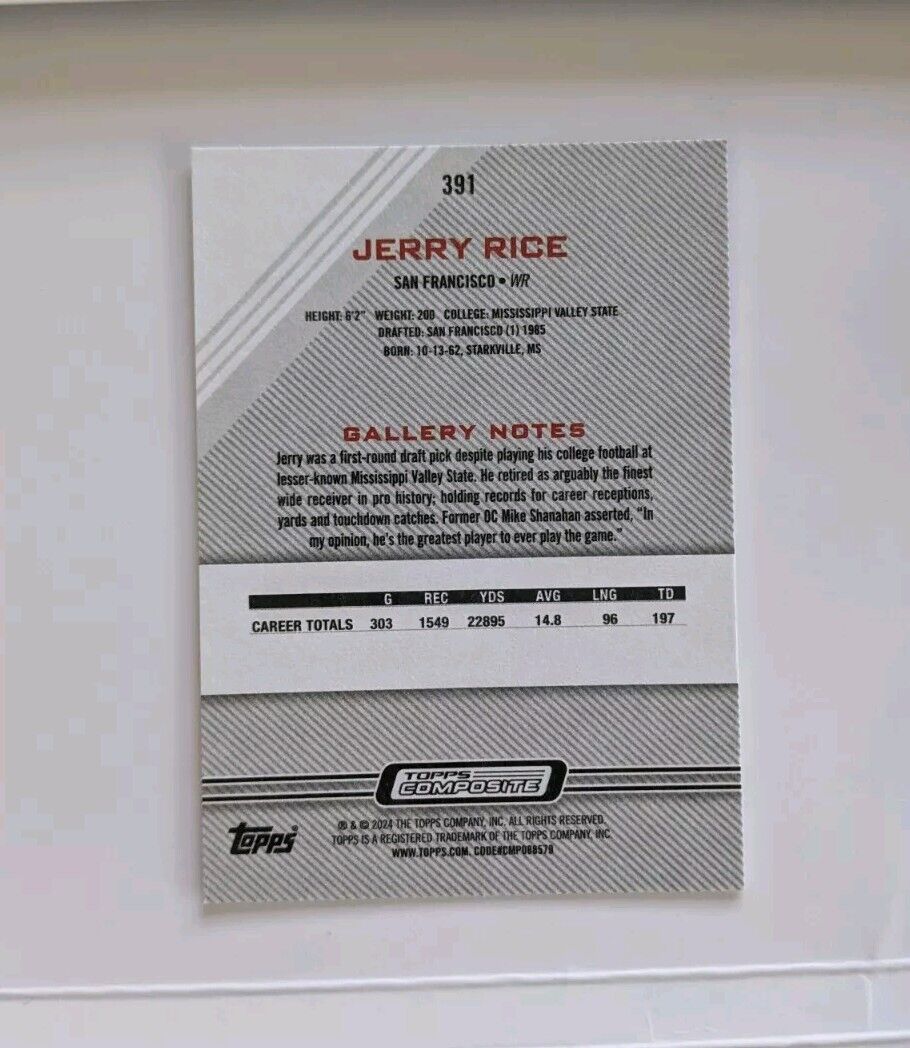 391
JERRY RICE
SAN FRANCISCO • WR
HEIGHT: 6'2" WEIGHT: 200 COLLEGE: MISSISSIPPI VALLEY STATE
DRAFTED: SAN FRANCISCO (1) 1985
BORN: 10-13-62, STARKVILLE, MS
GALLERY NOTES
Jerry was a first-round draft pick despite playing his college football at
lesser-known Mississippi Valley State. He retired as arguably the finest
wide receiver in pro history; holding records for career receptions,
yards and touchdown catches. Former OC Mike Shanahan asserted, "In
my opinion, he's the greatest player to ever play the game."
G REC YDS AVG LNG TD
CAREER TOTALS 303 1549 22895 14.8 96 197
TOPPS
COMPOSITE
topps®
® & © 2024 THE TOPPS COMPANY, INC. ALL RIGHTS RESERVED.
TOPPS IS A REGISTERED TRADEMARK OF THE TOPPS COMPANY, INC.
WWW.TOPPS.COM. CODE#CMP088579